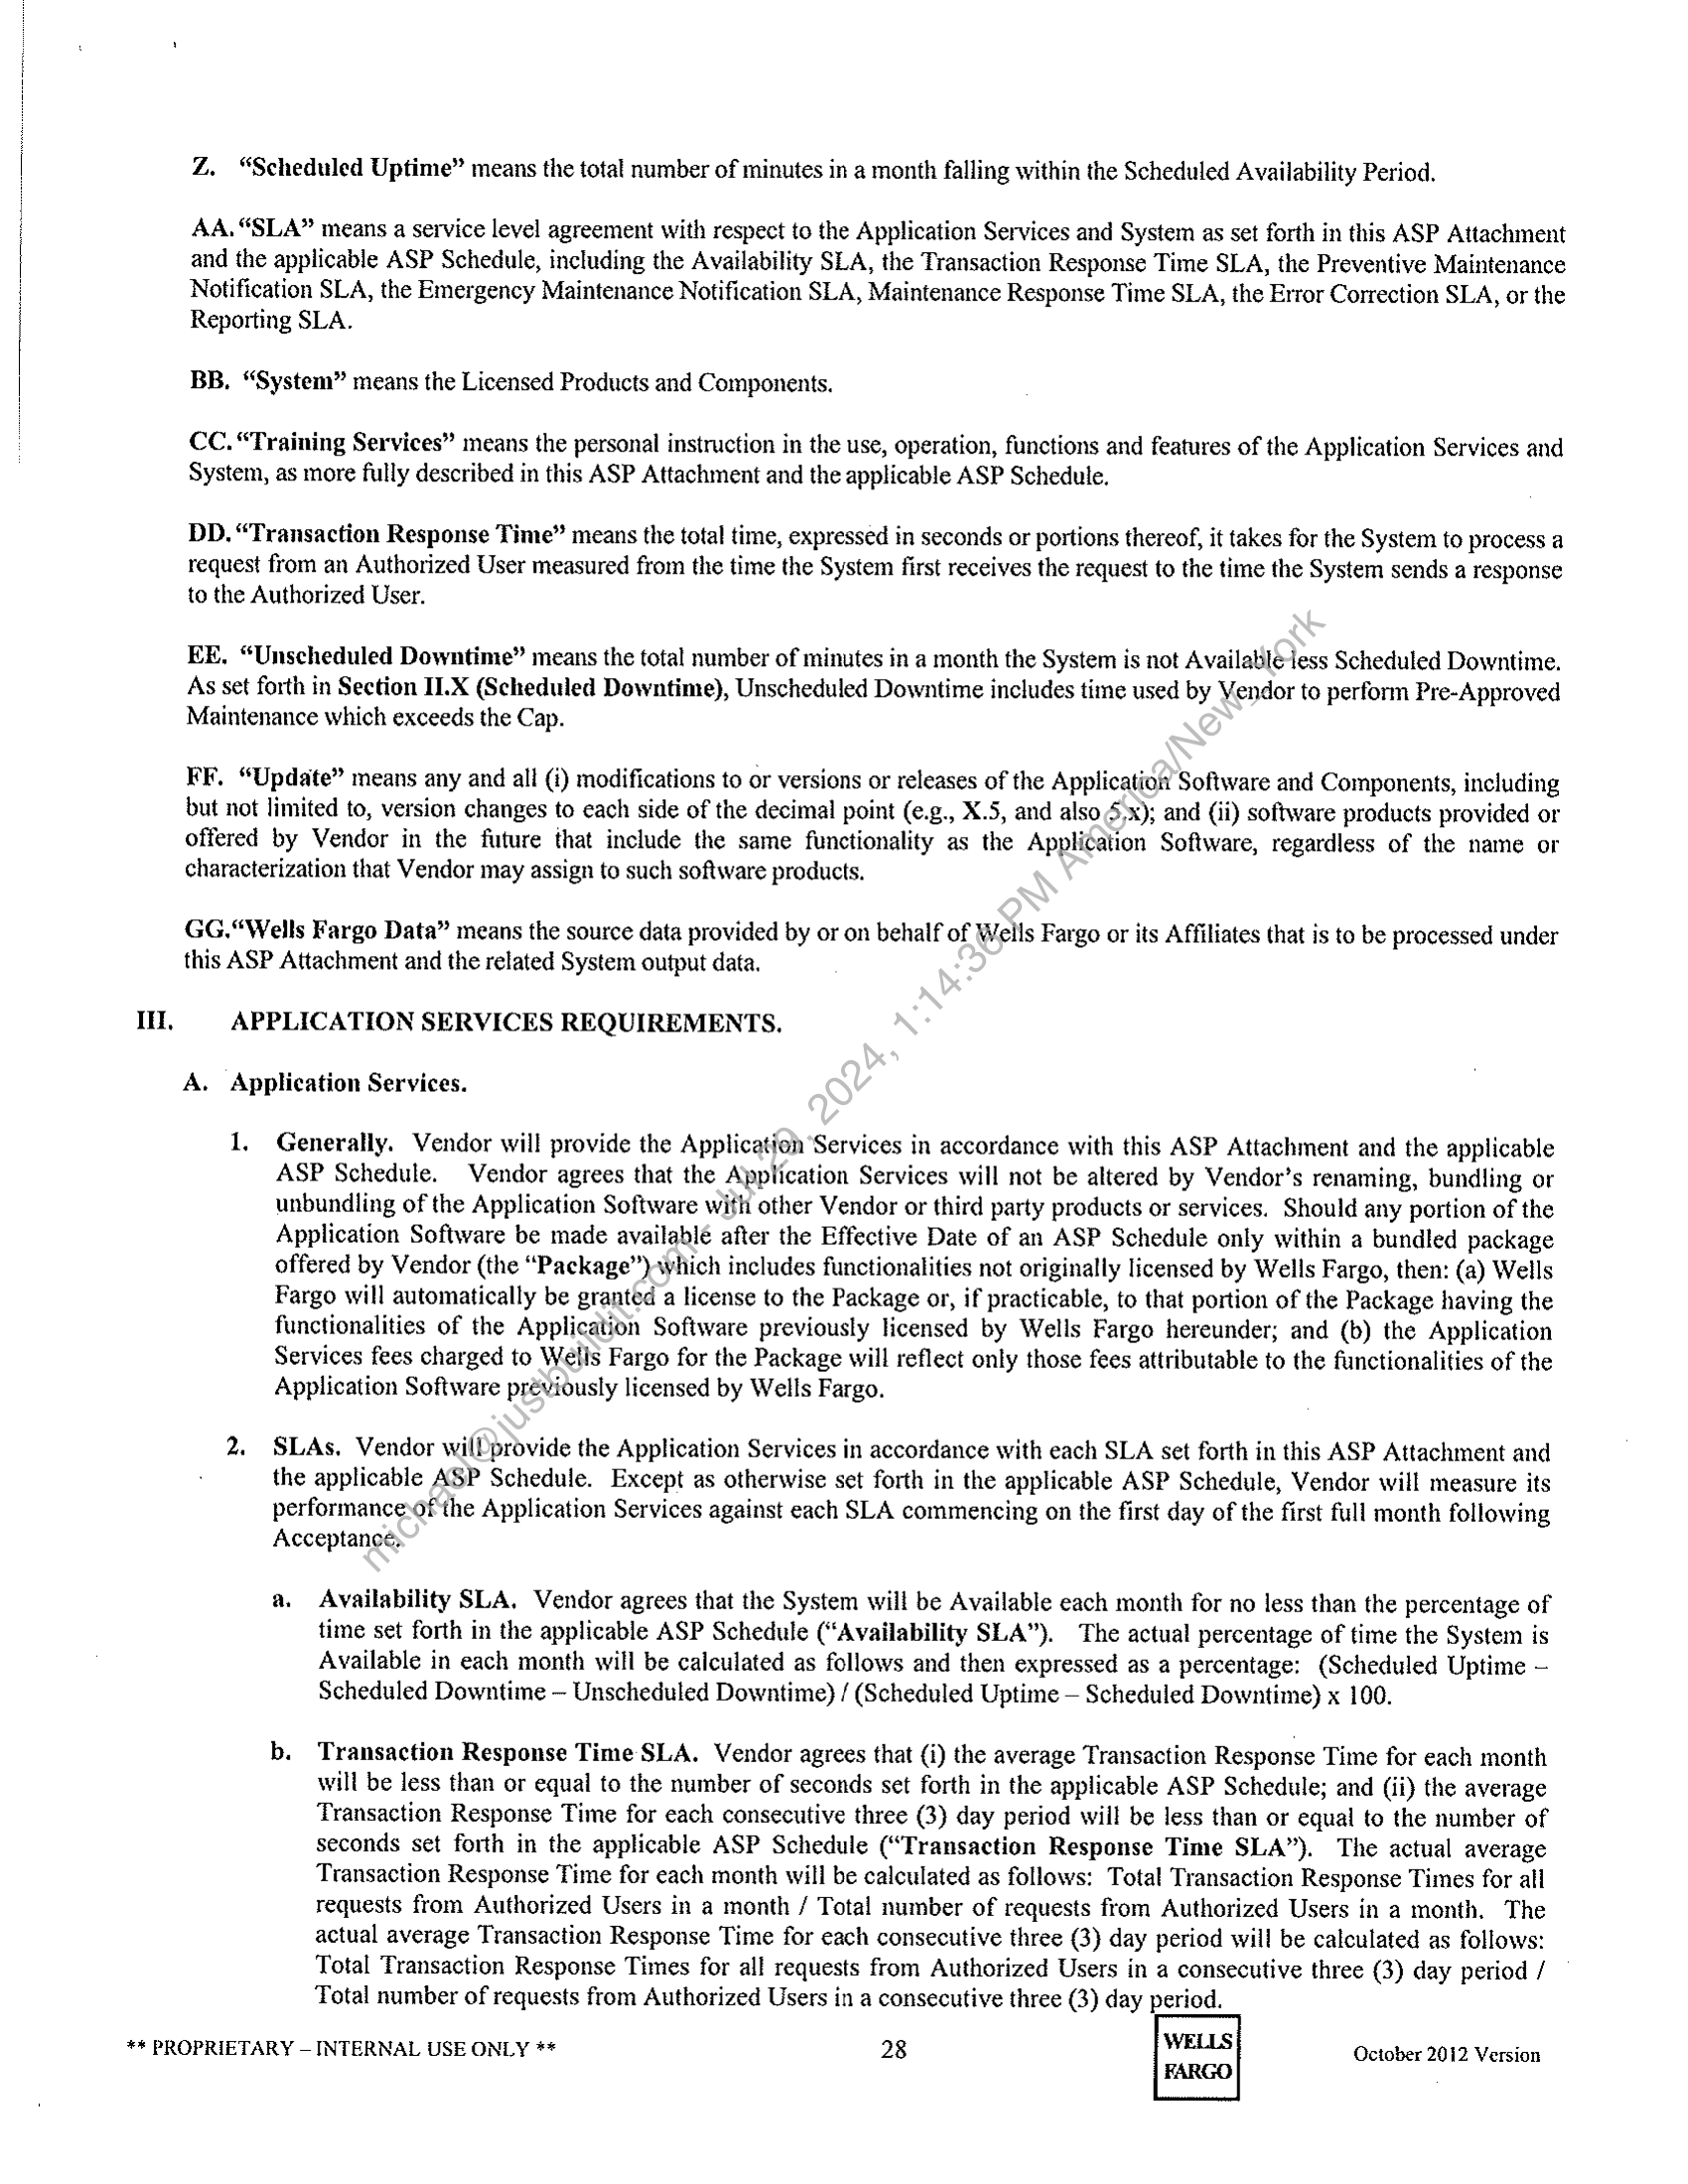 Z. “Scheduled Uptime” means the total number of minutes in a month falling within the Scheduled Availability Period.
AA. “SLA” means a service level agreement with respect to the Application Services and System as set forth in this ASP Attachment
and the applicable ASP Schedule, including the Availability SLA, the Transaction Response Time SLA, the Preventive Maintenance
Notification SLA, the Emergency Maintenance Notification SLA, Maintenance Response Time SLA, the Error Correction SLA, or the
Reporting SLA.
BB. “System” means the Licensed Products and Components.
CC. “Training Services” means the personal instruction in the use, operation, functions and features of the Application Services and
System, as more fully described in this ASP Attachment and the applicable ASP Schedule.
DD. “Transaction Response Time” means the total time, expressed in seconds or portions thereof, it takes for the System to process a
request from an Authorized User measured from the time the System first receives the request to the time the System sends a response
to the Authorized User.
EE. “Unscheduled Downtime” means the total number of minutes in a month the System is not Available less Scheduled Downtime.
As set forth in Section II.X (Scheduled Downtime), Unscheduled Downtime includes time used by Vendor to perform Pre-Approved
Maintenance which exceeds the Cap.
FF. “Update” means any and all (i) modifications to or versions or releases of the Application Software and Components, including
but not limited to, version changes to each side of the decimal point (e.g., X.5, and also 5.x); and (ii) software products provided or
offered by Vendor in the future that include the same functionality as the Application Software, regardless of the name or
characterization that Vendor may assign to such software products.
GG. “Wells Fargo Data” means the source data provided by or on behalf of Wells Fargo or its Affiliates that is to be processed under
this ASP Attachment and the related System output data.
III. APPLICATION SERVICES REQUIREMENTS.
A. Application Services.
1. Generally. Vendor will provide the Application Services in accordance with this ASP Attachment and the applicable
ASP Schedule. Vendor agrees that the Application Services will not be altered by Vendor’s renaming, bundling or
unbundling of the Application Software with other Vendor or third party products or services. Should any portion of the
Application Software be made available after the Effective Date of an ASP Schedule only within a bundled package
offered by Vendor (the “Package”) which includes functionalities not originally licensed by Wells Fargo, then: (a) Wells
Fargo will automatically be granted a license to the Package or, if practicable, to that portion of the Package having the
functionalities of the Application Software previously licensed by Wells Fargo hereunder; and (b) the Application
Services fees charged to Wells Fargo for the Package will reflect only those fees attributable to the functionalities of the
Application Software previously licensed by Wells Fargo.
2. SLAs. Vendor will provide the Application Services in accordance with each SLA set forth in this ASP Attachment and
the applicable ASP Schedule. Except as otherwise set forth in the applicable ASP Schedule, Vendor will measure its
performance of the Application Services against each SLA commencing on the first day of the first full month following
Acceptance.
a. Availability SLA. Vendor agrees that the System will be Available each month for no less than the percentage of
time set forth in the applicable ASP Schedule (“Availability SLA”). The actual percentage of time the System is
Available in each month will be calculated as follows and then expressed as a percentage: (Scheduled Uptime –
Scheduled Downtime – Unscheduled Downtime) / (Scheduled Uptime – Scheduled Downtime) x 100.
b. Transaction Response Time SLA. Vendor agrees that (i) the average Transaction Response Time for each month
will be less than or equal to the number of seconds set forth in the applicable ASP Schedule; and (ii) the average
Transaction Response Time for each consecutive three (3) day period will be less than or equal to the number of
seconds set forth in the applicable ASP Schedule (“Transaction Response Time SLA”). The actual average
Transaction Response Time for each month will be calculated as follows: Total Transaction Response Times for all
requests from Authorized Users in a month / Total number of requests from Authorized Users in a month. The
actual average Transaction Response Time for each consecutive three (3) day period will be calculated as follows:
Total Transaction Response Times for all requests from Authorized Users in a consecutive three (3) day period /
Total number of requests from Authorized Users in a consecutive three (3) day period.
** PROPRIETARY – INTERNAL USE ONLY **
28
WELLS
FARGO
October 2012 Version
michael@justbuildit.com - Jul 29, 2024, 1:14:36 PM America/New_York